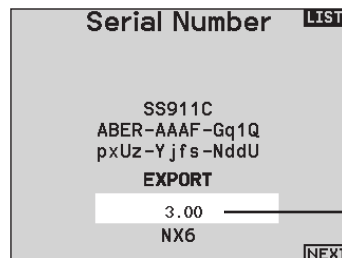 Serial Number
LIST
SS911C
ABER-AAAF-Gq1Q
pxUz-Yjfs-NddU
EXPORT
3.00
NX6
NEXT